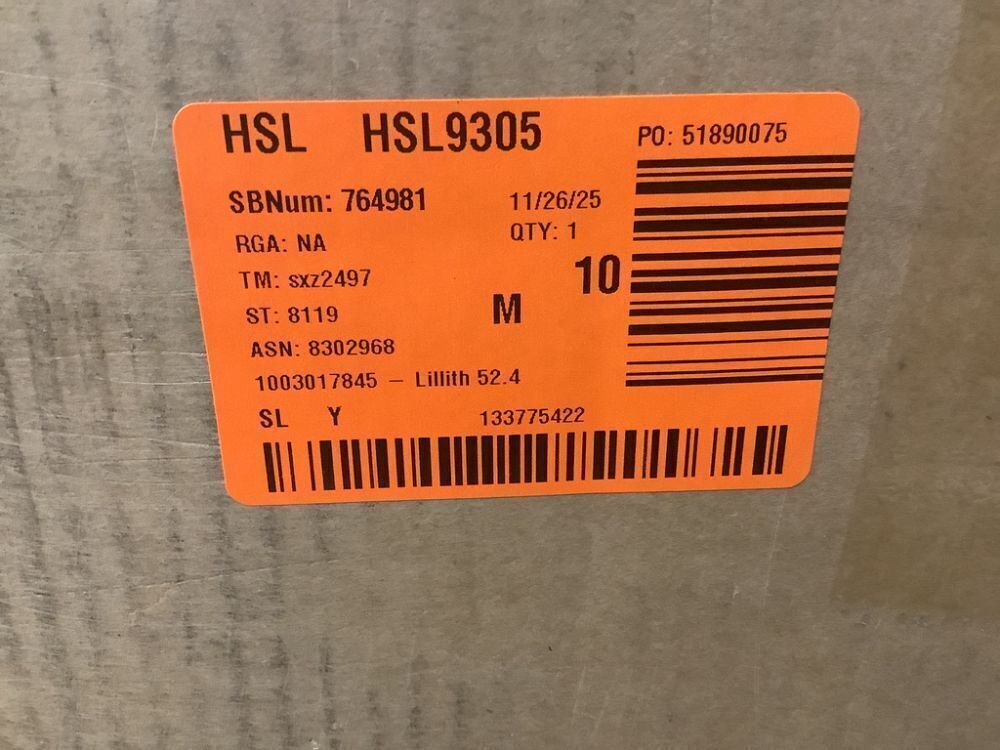 HSL HSL9305 PO: 51890075
SBNum: 764981 11/26/25
RGA: NA QTY: 1
TM: sxz2497 10
ST: 8119 M
ASN: 8302968
1003017845 – Lillith 52.4
SL Y 133775422